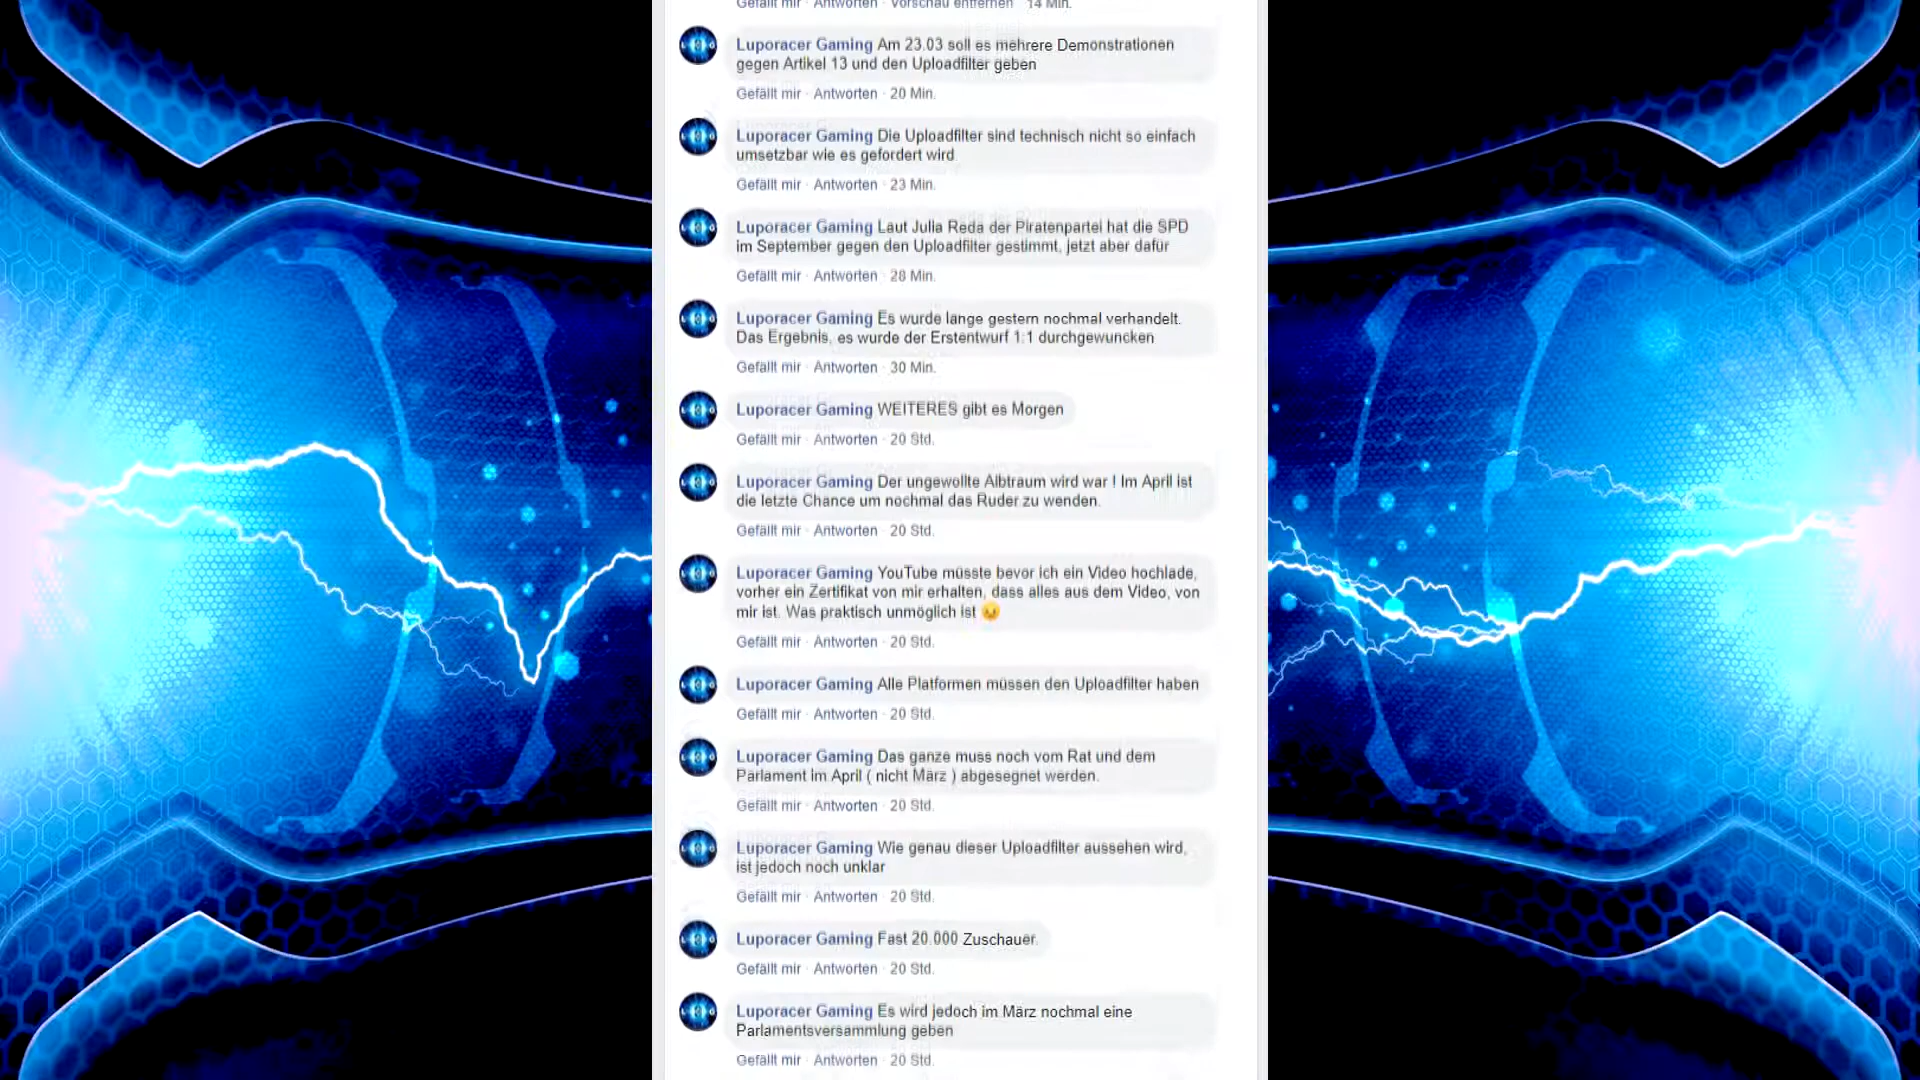 Gefällt mir · Antworten · Vorschau entfernen · 14 Min.
Luporacer Gaming Am 23.03 soll es mehrere Demonstrationen
gegen Artikel 13 und den Uploadfilter geben
Gefällt mir · Antworten · 20 Min.
Luporacer Gaming Die Uploadfilter sind technisch nicht so einfach
umsetzbar wie es gefordert wird
Gefällt mir · Antworten · 23 Min.
Luporacer Gaming Laut Julia Reda der Piratenpartei hat die SPD
im September gegen den Uploadfilter gestimmt, jetzt aber dafür
Gefällt mir · Antworten · 28 Min.
Luporacer Gaming Es wurde lange gestern nochmal verhandelt.
Das Ergebnis, es wurde der Erstentwurf 1:1 durchgewuncken
Gefällt mir · Antworten · 30 Min.
Luporacer Gaming WEITERES gibt es Morgen
Gefällt mir · Antworten · 20 Std.
Luporacer Gaming Der ungewollte Albtraum wird war ! Im April ist
die letzte Chance um nochmal das Ruder zu wenden.
Gefällt mir · Antworten · 20 Std.
Luporacer Gaming YouTube müsste bevor ich ein Video hochlade,
vorher ein Zertifikat von mir erhalten, dass alles aus dem Video, von
mir ist. Was praktisch unmöglich ist
Gefällt mir · Antworten · 20 Std.
Luporacer Gaming Alle Platformen müssen den Uploadfilter haben
Gefällt mir · Antworten · 20 Std.
Luporacer Gaming Das ganze muss noch vom Rat und dem
Parlament im April ( nicht März ) abgesegnet werden.
Gefällt mir · Antworten · 20 Std.
Luporacer Gaming Wie genau dieser Uploadfilter aussehen wird,
ist jedoch noch unklar
Gefällt mir · Antworten · 20 Std.
Luporacer Gaming Fast 20.000 Zuschauer.
Gefällt mir · Antworten · 20 Std.
Luporacer Gaming Es wird jedoch im März nochmal eine
Parlamentsversammlung geben
Gefällt mir · Antworten · 20 Std.